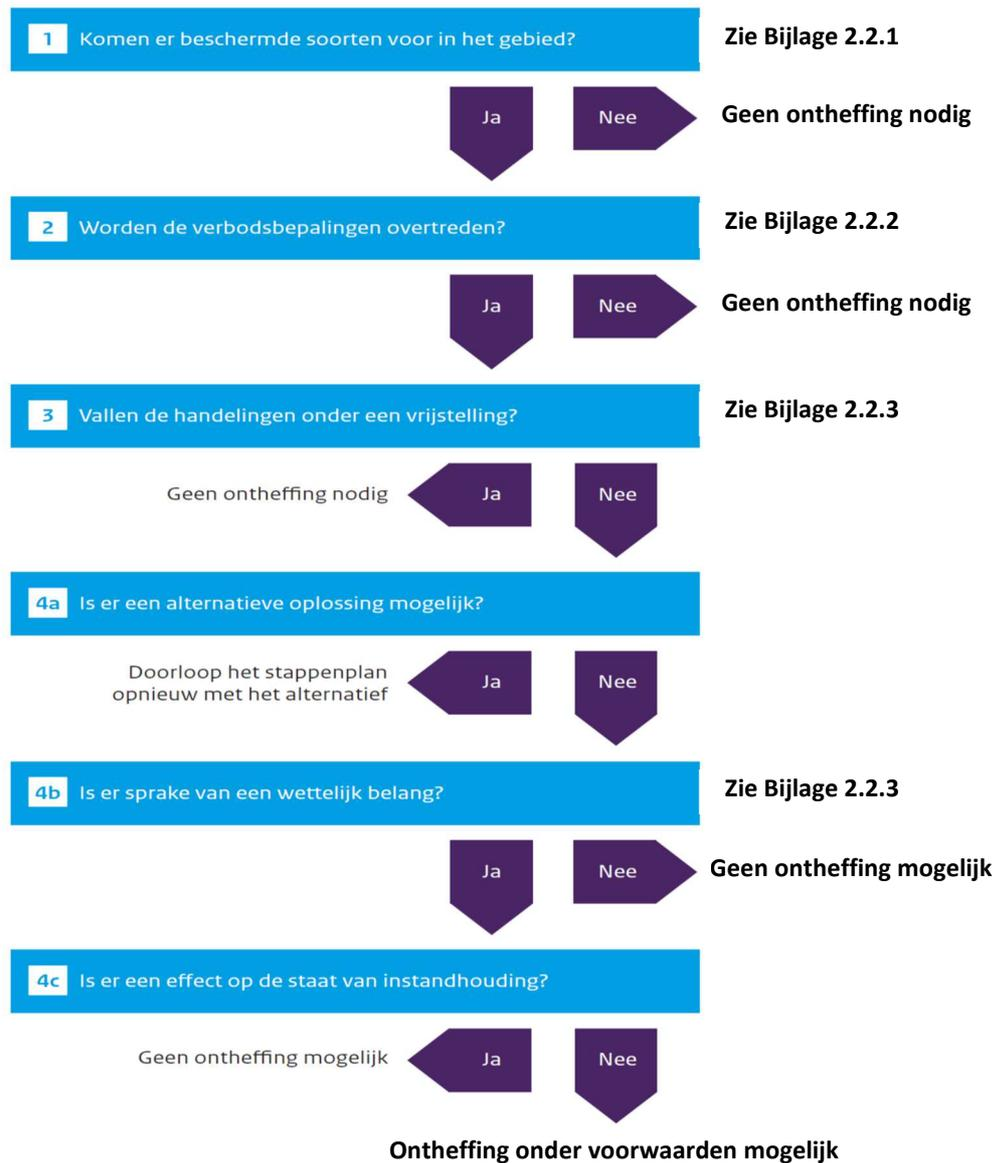 1 Komen er beschermde soorten voor in het gebied? Zie Bijlage 2.2.1
Ja Nee Geen ontheffing nodig
2 Worden de verbodsbepalingen overtreden? Zie Bijlage 2.2.2
Ja Nee Geen ontheffing nodig
3 Vallen de handelingen onder een vrijstelling? Zie Bijlage 2.2.3
Geen ontheffing nodig Ja Nee
4a Is er een alternatieve oplossing mogelijk?
Doorloop het stappenplan
opnieuw met het alternatief
Ja Nee
4b Is er sprake van een wettelijk belang? Zie Bijlage 2.2.3
Ja Nee Geen ontheffing mogelijk
4c Is er een effect op de staat van instandhouding?
Geen ontheffing mogelijk Ja Nee
Ontheffing onder voorwaarden mogelijk